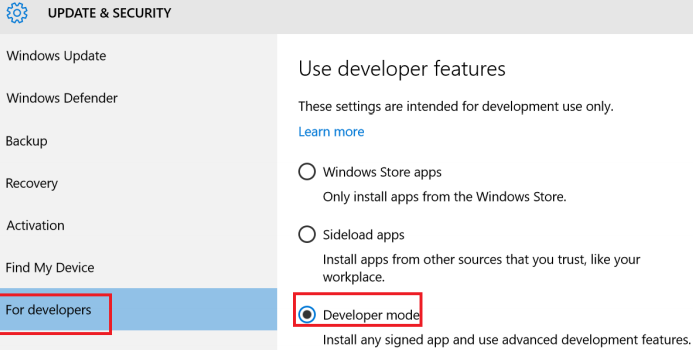 UPDATE & SECURITY
Windows Update
Windows Defender
Backup
Recovery
Activation
Find My Device
For developers
Use developer features
These settings are intended for development use only.
Learn more
Windows Store apps
Only install apps from the Windows Store.
Sideload apps
Install apps from other sources that you trust, like your
workplace.
Developer mode
Install any signed app and use advanced development features.